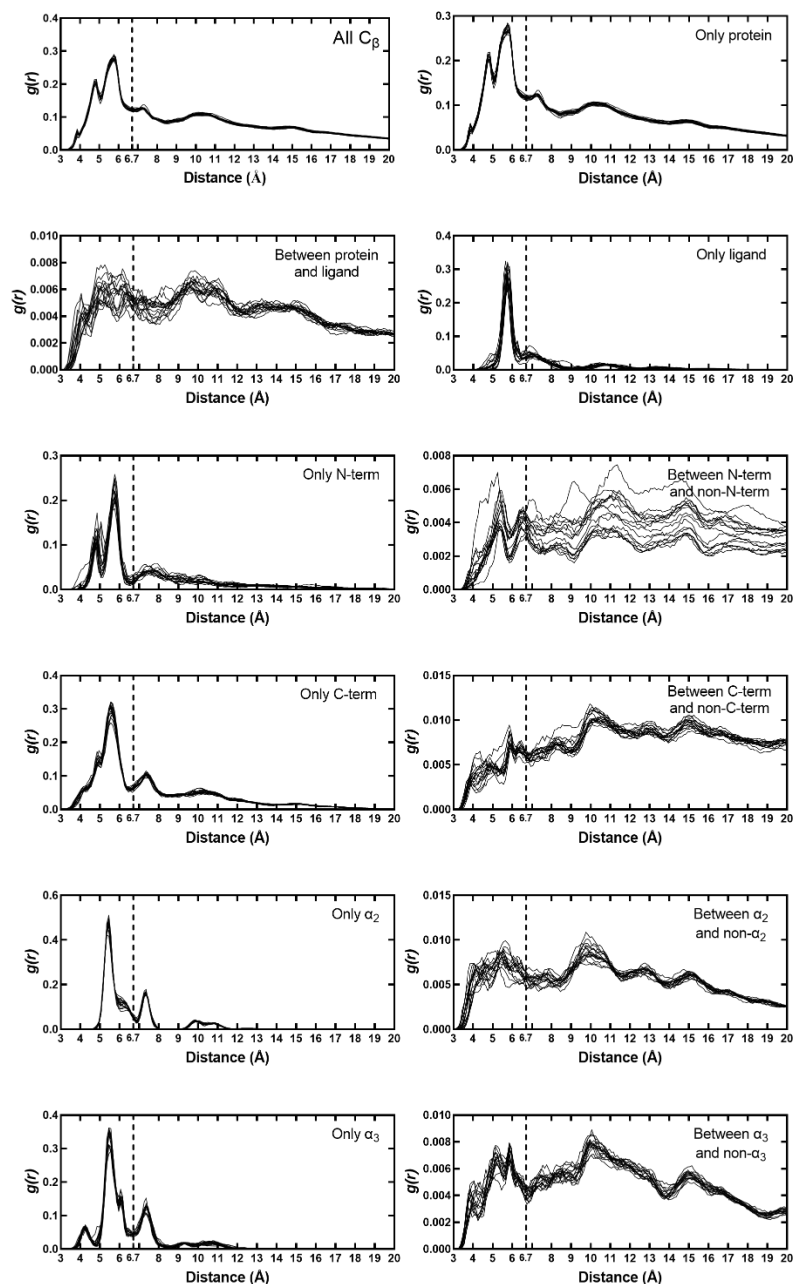 All Cβ
g(r)
0.4
0.3
0.2
0.1
0.0
3 4 5 6 6.7 8 9 10 11 12 13 14 15 16 17 18 19 20
Distance (Å)
Only protein
g(r)
0.3
0.2
0.1
0.0
3 4 5 6 6.7 8 9 10 11 12 13 14 15 16 17 18 19 20
Distance (Å)
Between protein
and ligand
g(r)
0.010
0.008
0.006
0.004
0.002
0.000
3 4 5 6 6.7 8 9 10 11 12 13 14 15 16 17 18 19 20
Distance (Å)
Only ligand
g(r)
0.4
0.3
0.2
0.1
0.0
3 4 5 6 6.7 8 9 10 11 12 13 14 15 16 17 18 19 20
Distance (Å)
Only N-term
g(r)
0.3
0.2
0.1
0.0
3 4 5 6 6.7 8 9 10 11 12 13 14 15 16 17 18 19 20
Distance (Å)
Between N-term
and non-N-term
g(r)
0.008
0.006
0.004
0.002
0.000
3 4 5 6 6.7 8 9 10 11 12 13 14 15 16 17 18 19 20
Distance (Å)
Only C-term
g(r)
0.4
0.3
0.2
0.1
0.0
3 4 5 6 6.7 8 9 10 11 12 13 14 15 16 17 18 19 20
Distance (Å)
Between C-term
and non-C-term
g(r)
0.015
0.010
0.005
0.000
3 4 5 6 6.7 8 9 10 11 12 13 14 15 16 17 18 19 20
Distance (Å)
Only α2
g(r)
0.6
0.4
0.2
0.0
3 4 5 6 6.7 8 9 10 11 12 13 14 15 16 17 18 19 20
Distance (Å)
Between α2
and non-α2
g(r)
0.015
0.010
0.005
0.000
3 4 5 6 6.7 8 9 10 11 12 13 14 15 16 17 18 19 20
Distance (Å)
Only α3
g(r)
0.4
0.3
0.2
0.1
0.0
3 4 5 6 6.7 8 9 10 11 12 13 14 15 16 17 18 19 20
Distance (Å)
Between α3
and non-α3
g(r)
0.010
0.008
0.006
0.004
0.002
0.000
3 4 5 6 6.7 8 9 10 11 12 13 14 15 16 17 18 19 20
Distance (Å)